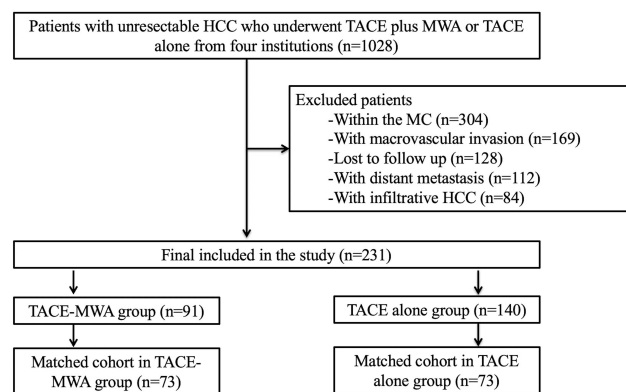 Patients with unresectable HCC who underwent TACE plus MWA or TACE
alone from four institutions (n=1028)
Excluded patients
-Within the MC (n=304)
-With macrovascular invasion (n=169)
-Lost to follow up (n=128)
-With distant metastasis (n=112)
-With infiltrative HCC (n=84)
Final included in the study (n=231)
TACE-MWA group (n=91)
TACE alone group (n=140)
Matched cohort in TACE-
MWA group (n=73)
Matched cohort in TACE
alone group (n=73)